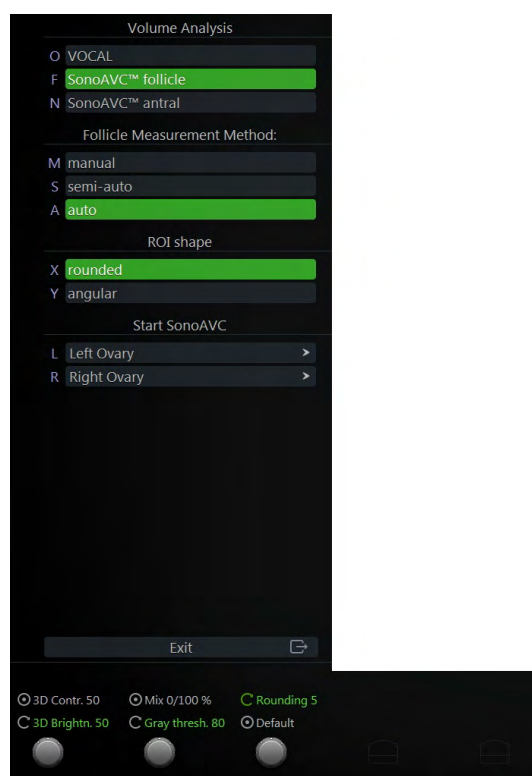 Volume Analysis
O VOCAL
F SonoAVC™ follicle
N SonoAVC™ antral
Follicle Measurement Method:
M manual
S semi-auto
A auto
ROI shape
X rounded
Y angular
Start SonoAVC
L Left Ovary >
R Right Ovary >
Exit
3D Contr. 50 Mix 0/100 % Rounding 5
3D Brightn. 50 Gray thresh. 80 Default